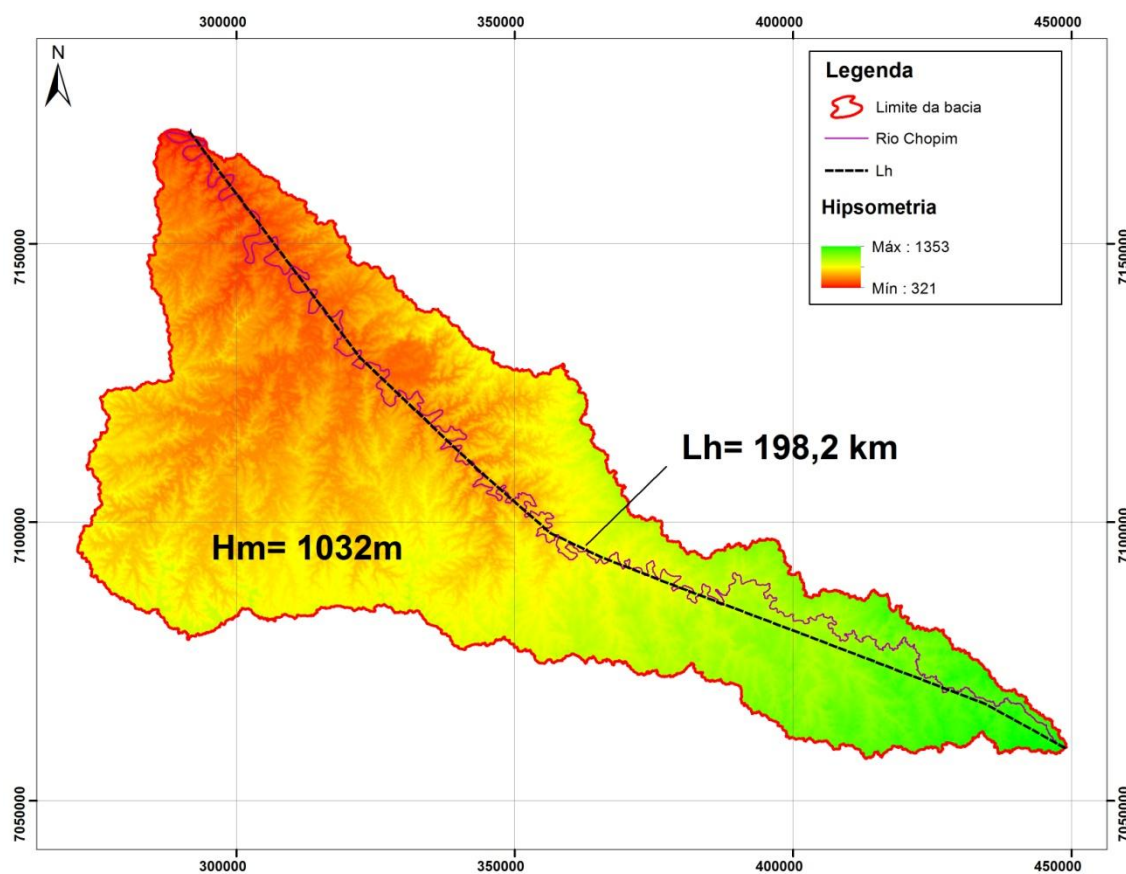 300000 350000 400000 450000
N
Legenda
Limite da bacia
Rio Chopim
Lh
Hipsometria
Máx : 1353
Mín : 321
7150000 7150000
Lh= 198,2 km
Hm= 1032m
7100000 7100000
7050000 7050000
300000 350000 400000 450000